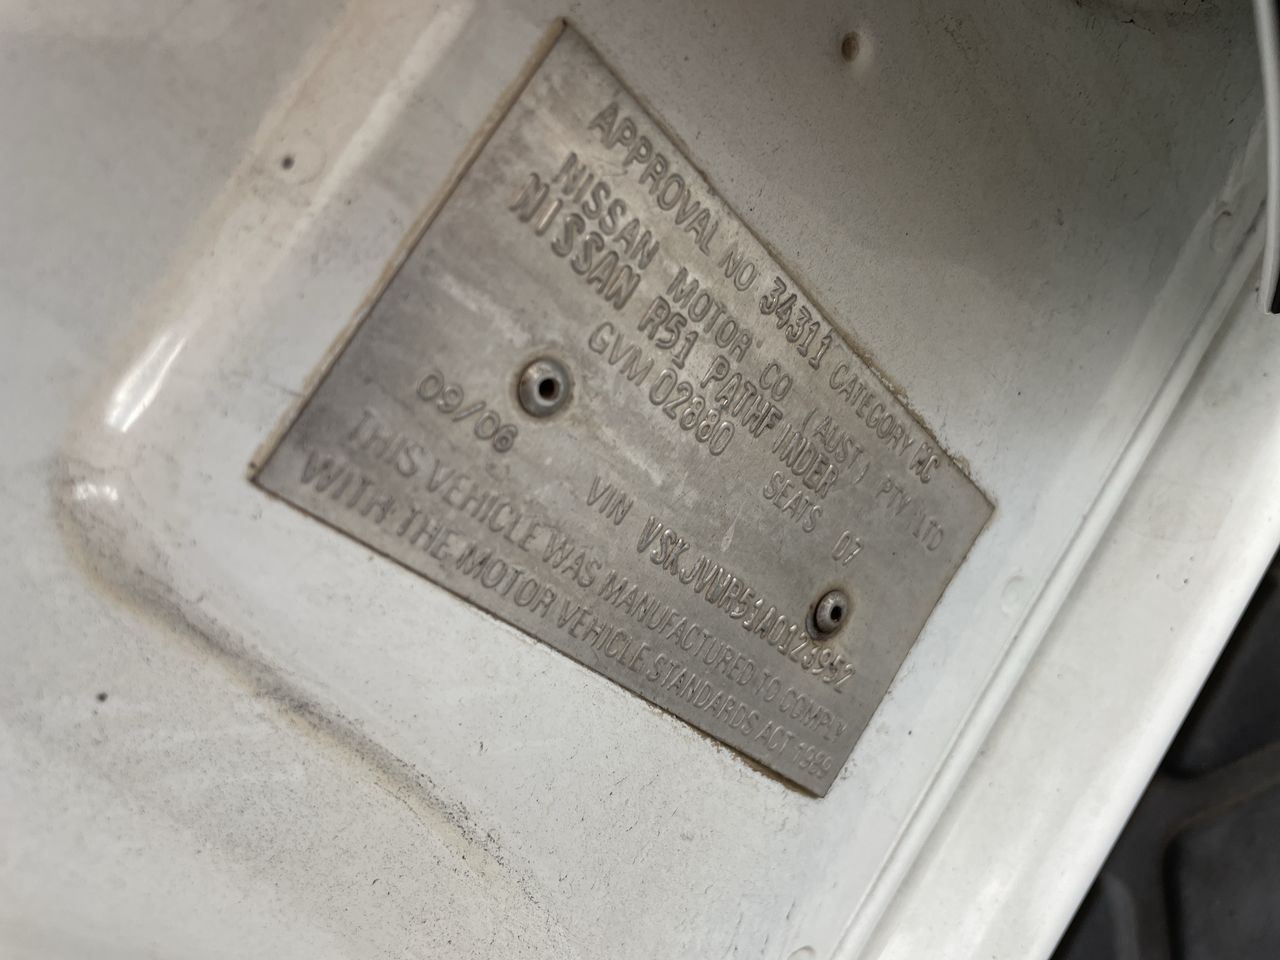 APPROVAL NO 34311 CATEGORY MC
NISSAN MOTOR CO (AUST) PTY LTD
NISSAN R51 PATHFINDER
GVM 02880 SEATS 07
09/06 VIN VSKJVWR51A0123952
THIS VEHICLE WAS MANUFACTURED TO COMPLY
WITH THE MOTOR VEHICLE STANDARDS ACT 1989